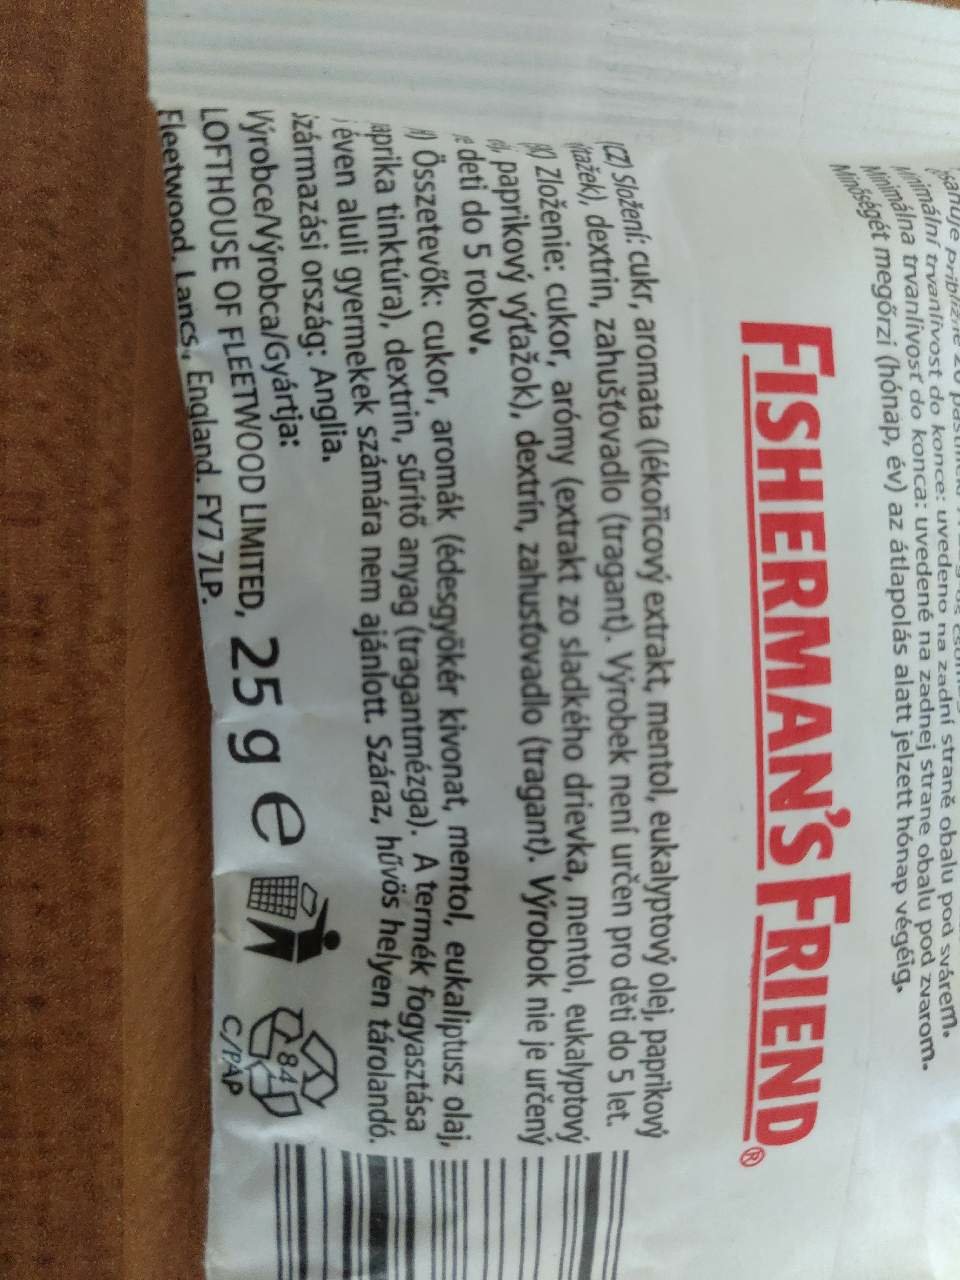 Minimální trvanlivost do konce: uvedeno na zadní straně obalu pod svárem.
Minimálna trvanlivosť do konca: uvedené na zadnej strane obalu pod zvarom.
Minőségét megőrzi (hónap, év) az átlapolás alatt jelzett hónap végéig.
FISHERMAN'S FRIEND®
(CZ) Složení: cukr, aromata (lékořicový extrakt, mentol, eukalyptový olej, paprikový
dextrin, zahušťovadlo (tragant). Výrobek není určen pro děti do 5 let.
(SK) Zloženie: cukor, arómy (extrakt zo sladkého drievka, mentol, eukalyptový
paprikový výťažok), dextrín, zahusťovadlo (tragant). Výrobok nie je určený
deti do 5 rokov.
Összetevők: cukor, aromák (édesgyökér kivonat, mentol, eukaliptusz olaj,
aprika tinktúra), dextrin, sűrítő anyag (tragantmézga). A termék fogyasztása
éven aluli gyermekek számára nem ajánlott. Száraz, hűvös helyen tárolandó.
Származási ország: Anglia.
Výrobce/Výrobca/Gyártja:
LOFTHOUSE OF FLEETWOOD LIMITED,
Fleetwood, Lancs., England. FY7 7LP.
25 g e
84
C/PAP